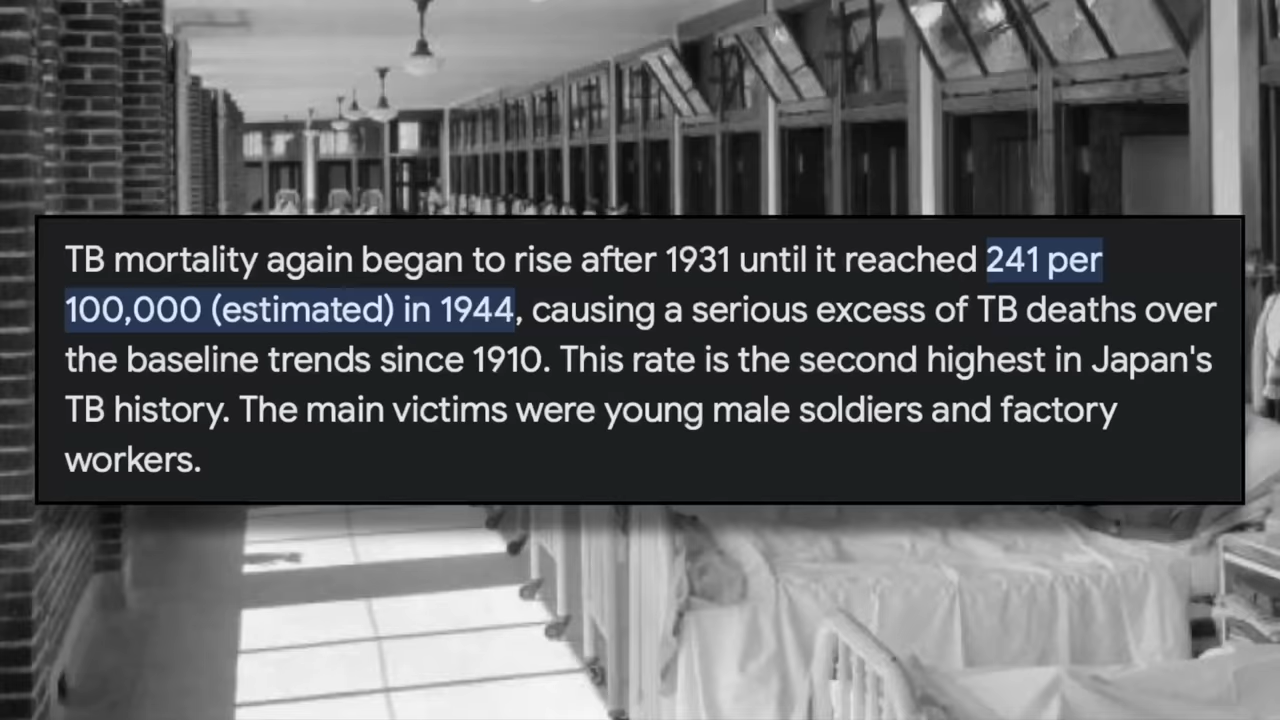 TB mortality again began to rise after 1931 until it reached 241 per
100,000 (estimated) in 1944, causing a serious excess of TB deaths over
the baseline trends since 1910. This rate is the second highest in Japan's
TB history. The main victims were young male soldiers and factory
workers.